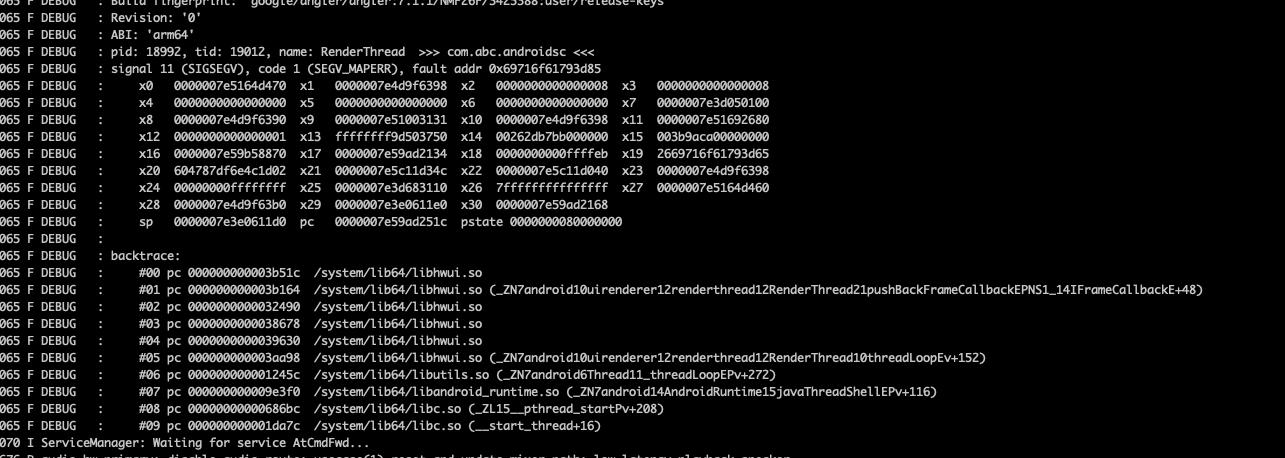 065 F DEBUG   : Build fingerprint: 'google/angler/angler:7.1.1/NMF26F/3425388:user/release-keys'
065 F DEBUG   : Revision: '0'
065 F DEBUG   : ABI: 'arm64'
065 F DEBUG   : pid: 18992, tid: 19012, name: RenderThread  >>> com.abc.androidsc <<<
065 F DEBUG   : signal 11 (SIGSEGV), code 1 (SEGV_MAPERR), fault addr 0x69716f61793d85
065 F DEBUG   :     x0   0000007e5164d470  x1   0000007e4d9f6398  x2   0000000000000008  x3   0000000000000008
065 F DEBUG   :     x4   0000000000000000  x5   0000000000000000  x6   0000000000000000  x7   0000007e3d050100
065 F DEBUG   :     x8   0000007e4d9f6390  x9   0000007e51003131  x10  0000007e4d9f6398  x11  0000007e51692680
065 F DEBUG   :     x12  0000000000000001  x13  ffffffff9d503750  x14  00262db7bb000000  x15  003b9aca00000000
065 F DEBUG   :     x16  0000007e59b58870  x17  0000007e59ad2134  x18  0000000000ffffeb  x19  2669716f61793d65
065 F DEBUG   :     x20  604787df6e4c1d02  x21  0000007e5c11d34c  x22  0000007e5c11d040  x23  0000007e4d9f6398
065 F DEBUG   :     x24  00000000ffffffff  x25  0000007e3d683110  x26  7fffffffffffffff  x27  0000007e5164d460
065 F DEBUG   :     x28  0000007e4d9f63b0  x29  0000007e3e0611e0  x30  0000007e59ad2168
065 F DEBUG   :     sp   0000007e3e0611d0  pc   0000007e59ad251c  pstate 0000000080000000
065 F DEBUG   :
065 F DEBUG   : backtrace:
065 F DEBUG   :     #00 pc 000000000003b51c  /system/lib64/libhwui.so
065 F DEBUG   :     #01 pc 000000000003b164  /system/lib64/libhwui.so (_ZN7android10uirenderer12renderthread12RenderThread21pushBackFrameCallbackEPNS1_14IFrameCallbackE+48)
065 F DEBUG   :     #02 pc 0000000000032490  /system/lib64/libhwui.so
065 F DEBUG   :     #03 pc 0000000000038678  /system/lib64/libhwui.so
065 F DEBUG   :     #04 pc 0000000000039630  /system/lib64/libhwui.so
065 F DEBUG   :     #05 pc 000000000003aa98  /system/lib64/libhwui.so (_ZN7android10uirenderer12renderthread12RenderThread10threadLoopEv+152)
065 F DEBUG   :     #06 pc 000000000001245c  /system/lib64/libutils.so (_ZN7android6Thread11_threadLoopEPv+272)
065 F DEBUG   :     #07 pc 000000000009e3f0  /system/lib64/libandroid_runtime.so (_ZN7android14AndroidRuntime15javaThreadShellEPv+116)
065 F DEBUG   :     #08 pc 00000000000686bc  /system/lib64/libc.so (_ZL15__pthread_startPv+208)
065 F DEBUG   :     #09 pc 000000000001da7c  /system/lib64/libc.so (__start_thread+16)
070 I ServiceManager: Waiting for service AtCmdFwd...